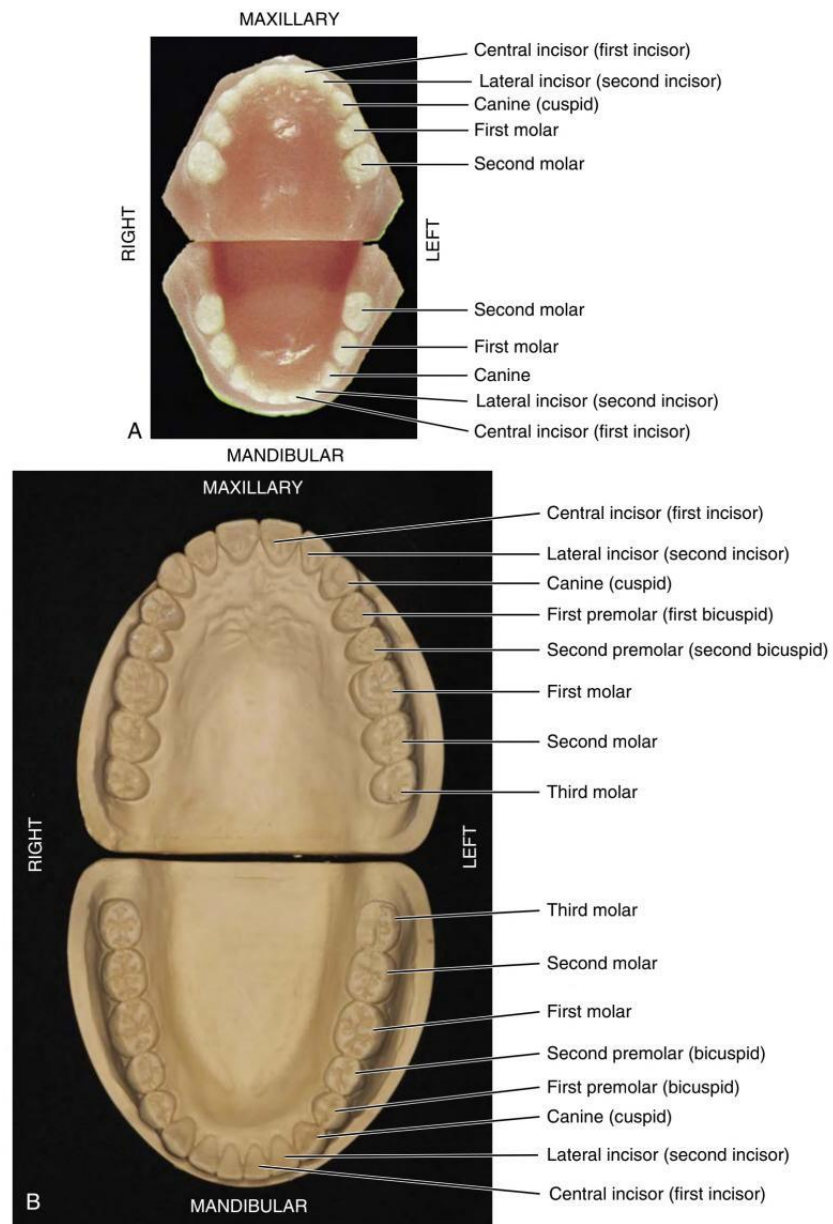 MAXILLARY
Central incisor (first incisor)
Lateral incisor (second incisor)
Canine (cuspid)
First molar
Second molar
RIGHT
LEFT
Second molar
First molar
Canine
Lateral incisor (second incisor)
Central incisor (first incisor)
A
MANDIBULAR
MAXILLARY
Central incisor (first incisor)
Lateral incisor (second incisor)
Canine (cuspid)
First premolar (first bicuspid)
Second premolar (second bicuspid)
First molar
Second molar
Third molar
RIGHT
LEFT
Third molar
Second molar
First molar
Second premolar (bicuspid)
First premolar (bicuspid)
Canine (cuspid)
Lateral incisor (second incisor)
Central incisor (first incisor)
B
MANDIBULAR